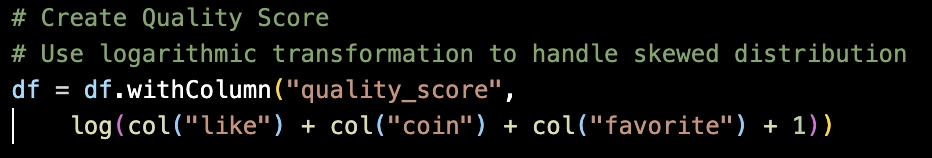 # Create Quality Score
# Use logarithmic transformation to handle skewed distribution
df = df.withColumn("quality_score",
    log(col("like") + col("coin") + col("favorite") + 1))